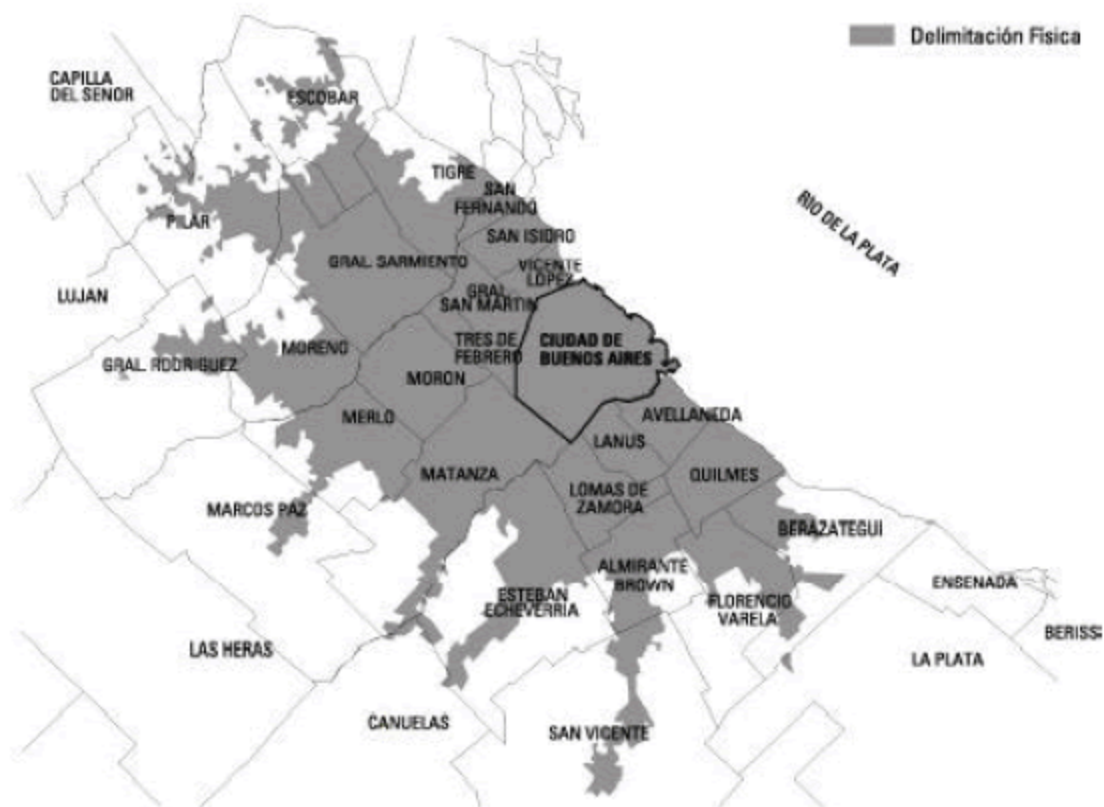 Delimitación Física
CAPILLA
DEL SENOR
ESCOBAR
TIGRE
SAN
FERNANDO
PILAR
RIO DE LA PLATA
SAN ISIDRO
GRAL. SARMIENTO
VICENTE
LOPEZ
LUJAN
GRAL.
SAN MARTIN
TRES DE
FEBRERO
CIUDAD DE
BUENOS AIRES
MORENO
GRAL. RODRIGUEZ
MORON
MERLO
AVELLANEDA
LANUS
MATANZA
QUILMES
LOMAS DE
ZAMORA
MARCOS PAZ
BERAZATEGUI
ALMIRANTE
BROWN
ESTEBAN
ECHEVERRIA
FLORENCIO
VARELA
ENSENADA
BERISS
LAS HERAS
LA PLATA
CANUELAS
SAN VICENTE